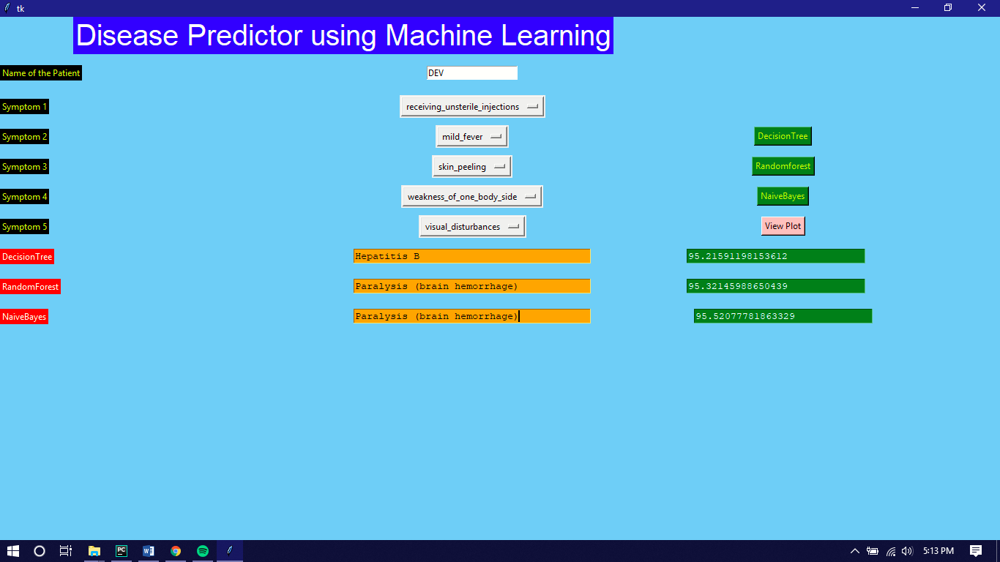 tk
Disease Predictor using Machine Learning
Name of the Patient
DEV
Symptom 1
receiving_unsterile_injections
Symptom 2
mild_fever
DecisionTree
Symptom 3
skin_peeling
Randomforest
Symptom 4
weakness_of_one_body_side
NaiveBayes
Symptom 5
visual_disturbances
View Plot
DecisionTree
Hepatitis B
95.21591198153612
RandomForest
Paralysis (brain hemorrhage)
95.32145988650439
NaiveBayes
Paralysis (brain hemorrhage)
95.52077781863329
PC
W
5:13 PM